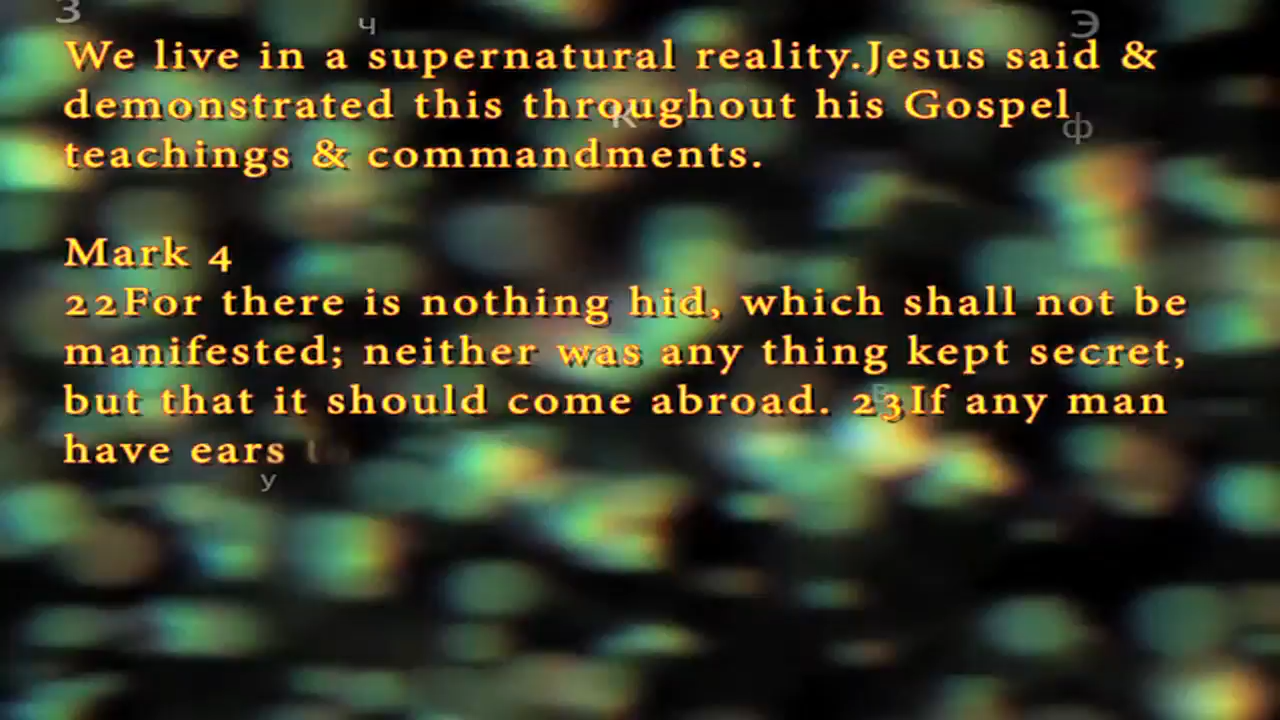 З
ч
Э
We live in a supernatural reality.Jesus said &
demonstrated this throughout his Gospel
к
ф
teachings & commandments.
Mark 4
22For there is nothing hid, which shall not be
manifested; neither was any thing kept secret,
but that it should come abroad. 23If any man
в
have ears
у